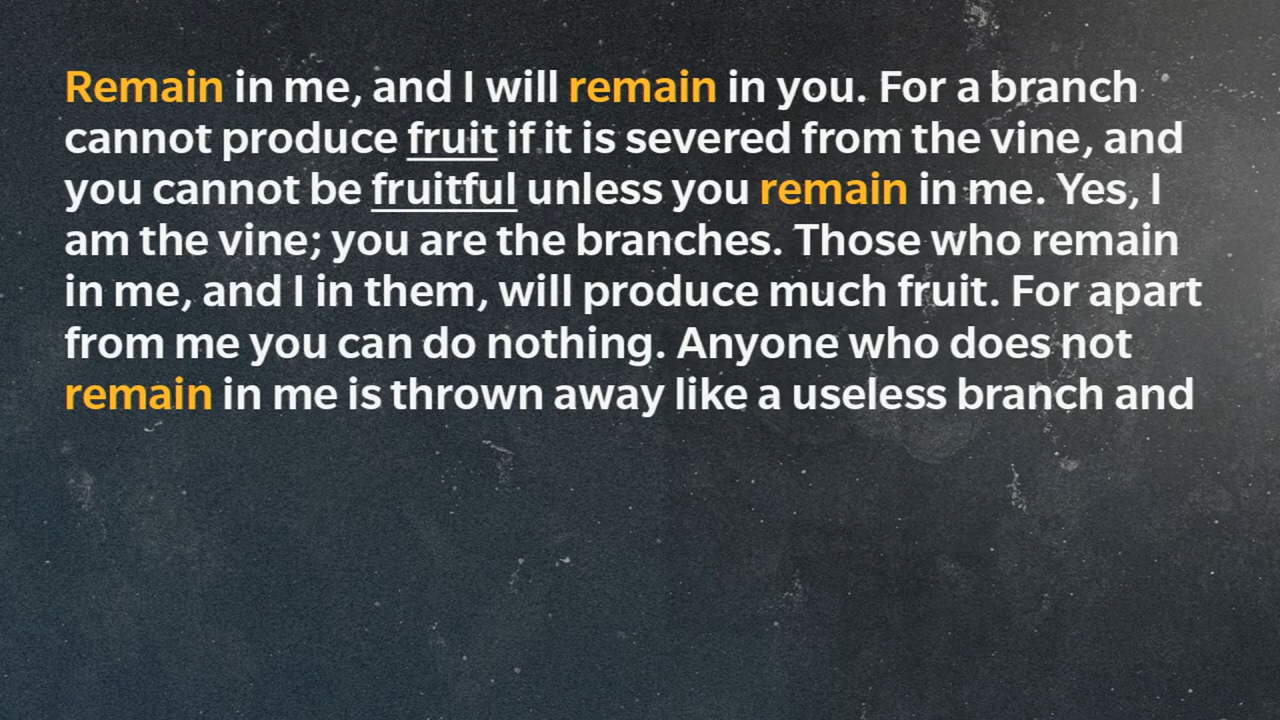 Remain in me, and I will remain in you. For a branch
cannot produce fruit if it is severed from the vine, and
you cannot be fruitful unless you remain in me. Yes, I
am the vine; you are the branches. Those who remain
in me, and I in them, will produce much fruit. For apart
from me you can do nothing. Anyone who does not
remain in me is thrown away like a useless branch and